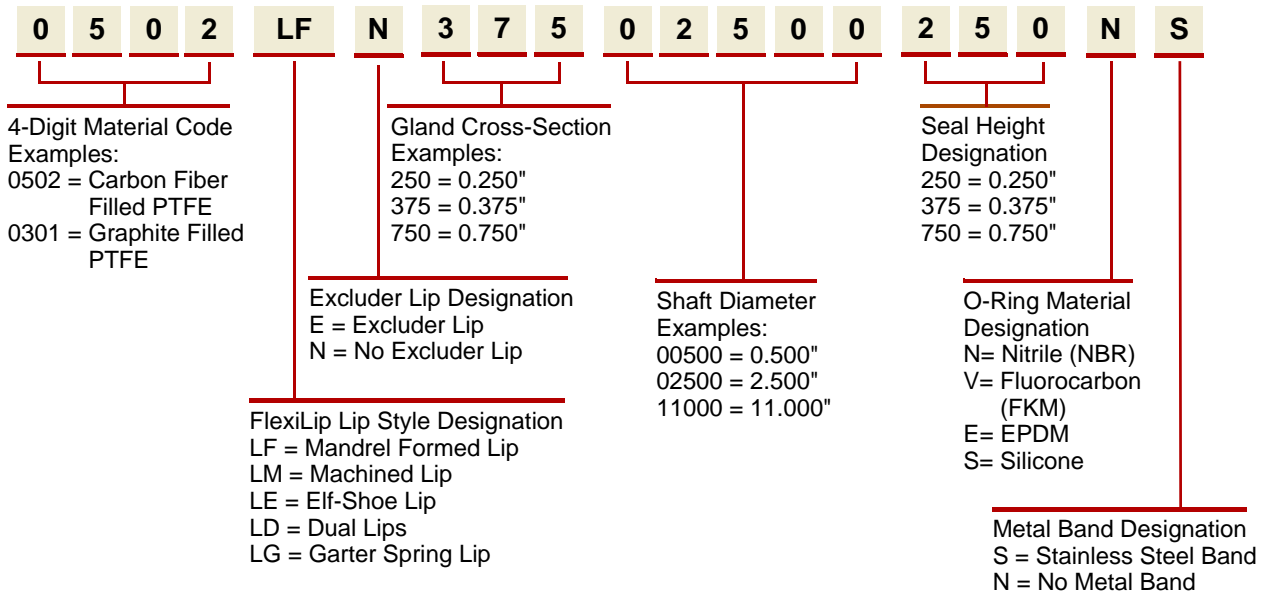 0 5 0 2 LF N 3 7 5 0 2 5 0 0 2 5 0 N S
4-Digit Material Code
Examples:
0502 = Carbon Fiber
Filled PTFE
0301 = Graphite Filled
PTFE
Gland Cross-Section
Examples:
250 = 0.250"
375 = 0.375"
750 = 0.750"
Seal Height
Designation
250 = 0.250"
375 = 0.375"
750 = 0.750"
Excluder Lip Designation
E = Excluder Lip
N = No Excluder Lip
Shaft Diameter
Examples:
00500 = 0.500"
02500 = 2.500"
11000 = 11.000"
O-Ring Material
Designation
N= Nitrile (NBR)
V= Fluorocarbon
(FKM)
E= EPDM
S= Silicone
FlexiLip Lip Style Designation
LF = Mandrel Formed Lip
LM = Machined Lip
LE = Elf-Shoe Lip
LD = Dual Lips
LG = Garter Spring Lip
Metal Band Designation
S = Stainless Steel Band
N = No Metal Band